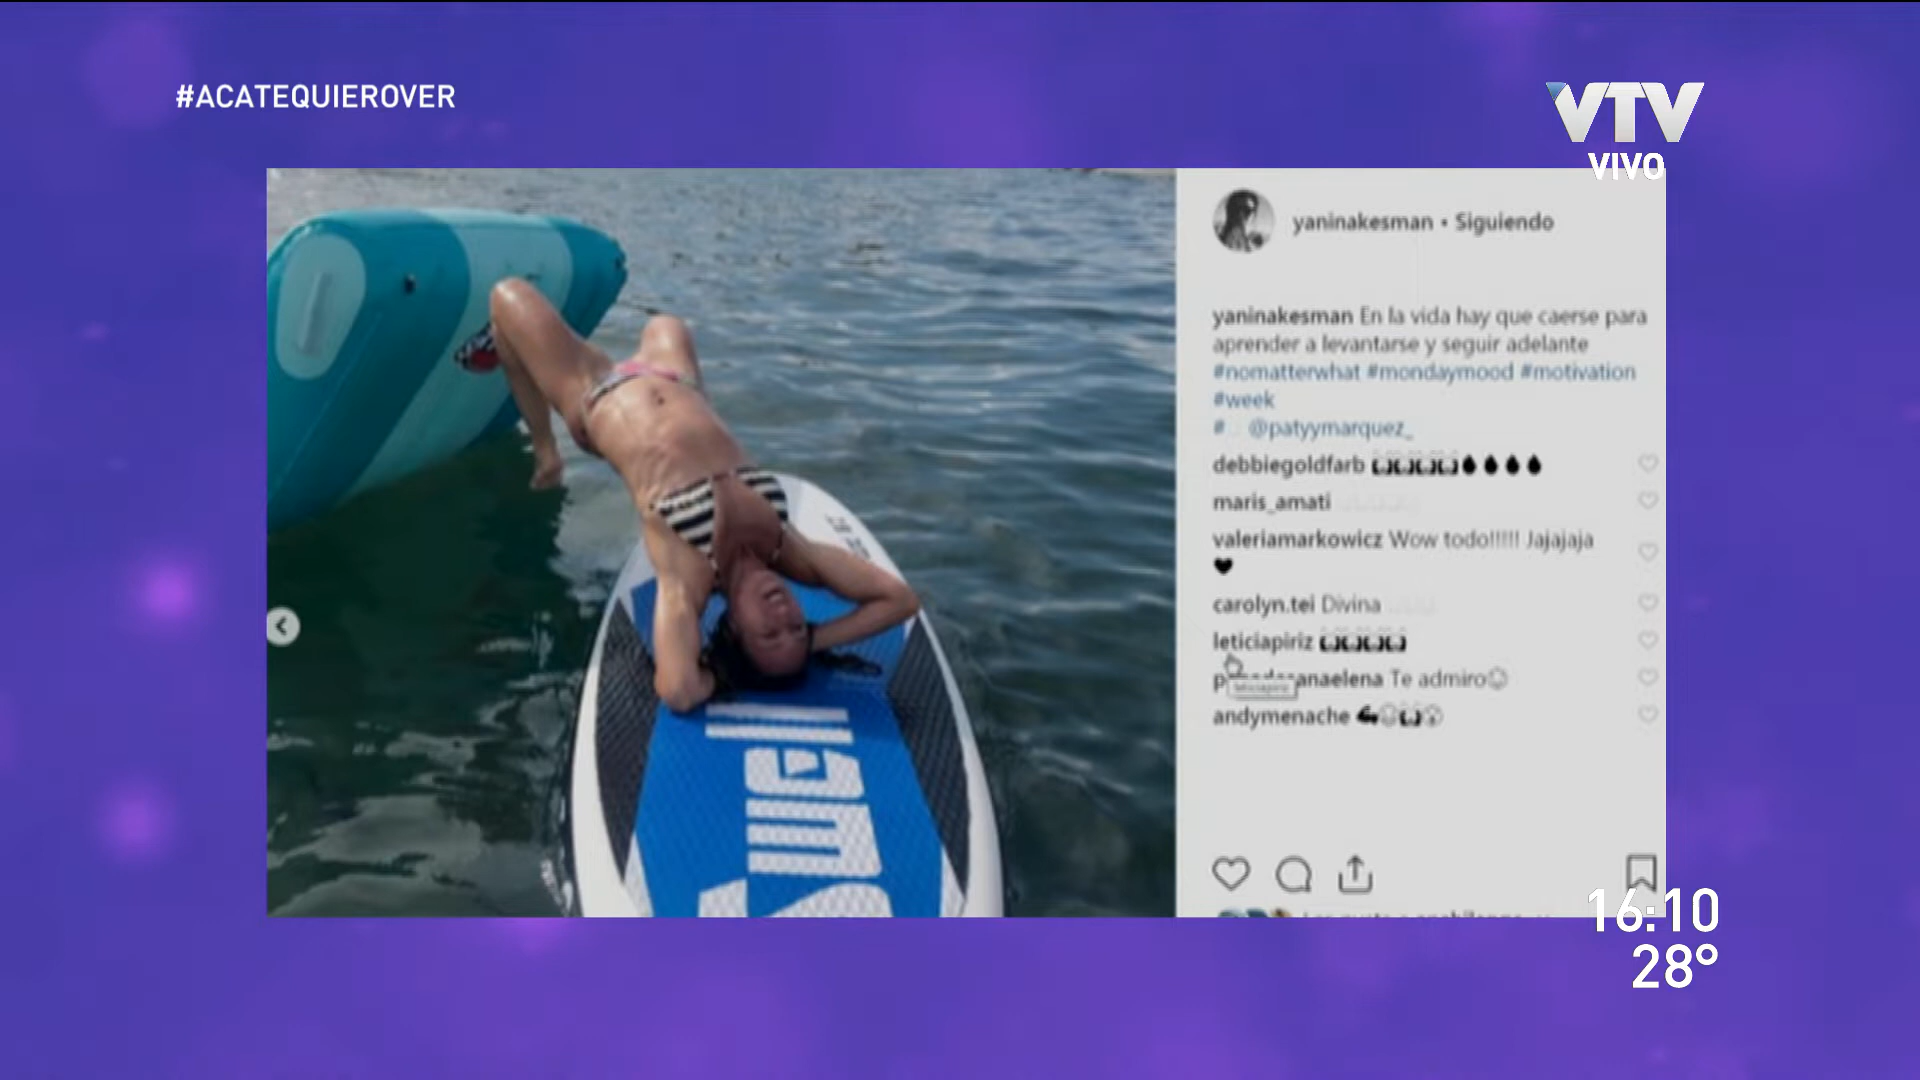 #ACATEQUIEROVER
VTV
VIVO
yaninakesman • Siguiendo
yaninakesman En la vida hay que caerse para
aprender a levantarse y seguir adelante
#nomatterwhat #mondaymood #motivation
#week
# @patyymarquez_
debbiegoldfarb
maris_amati
valeriamarkowicz Wow todo!!!!! Jajajaja
carolyn.tei Divina
leticiapiriz
leticiapiriz
Te admiro
andymenache
swell
16:10
28°